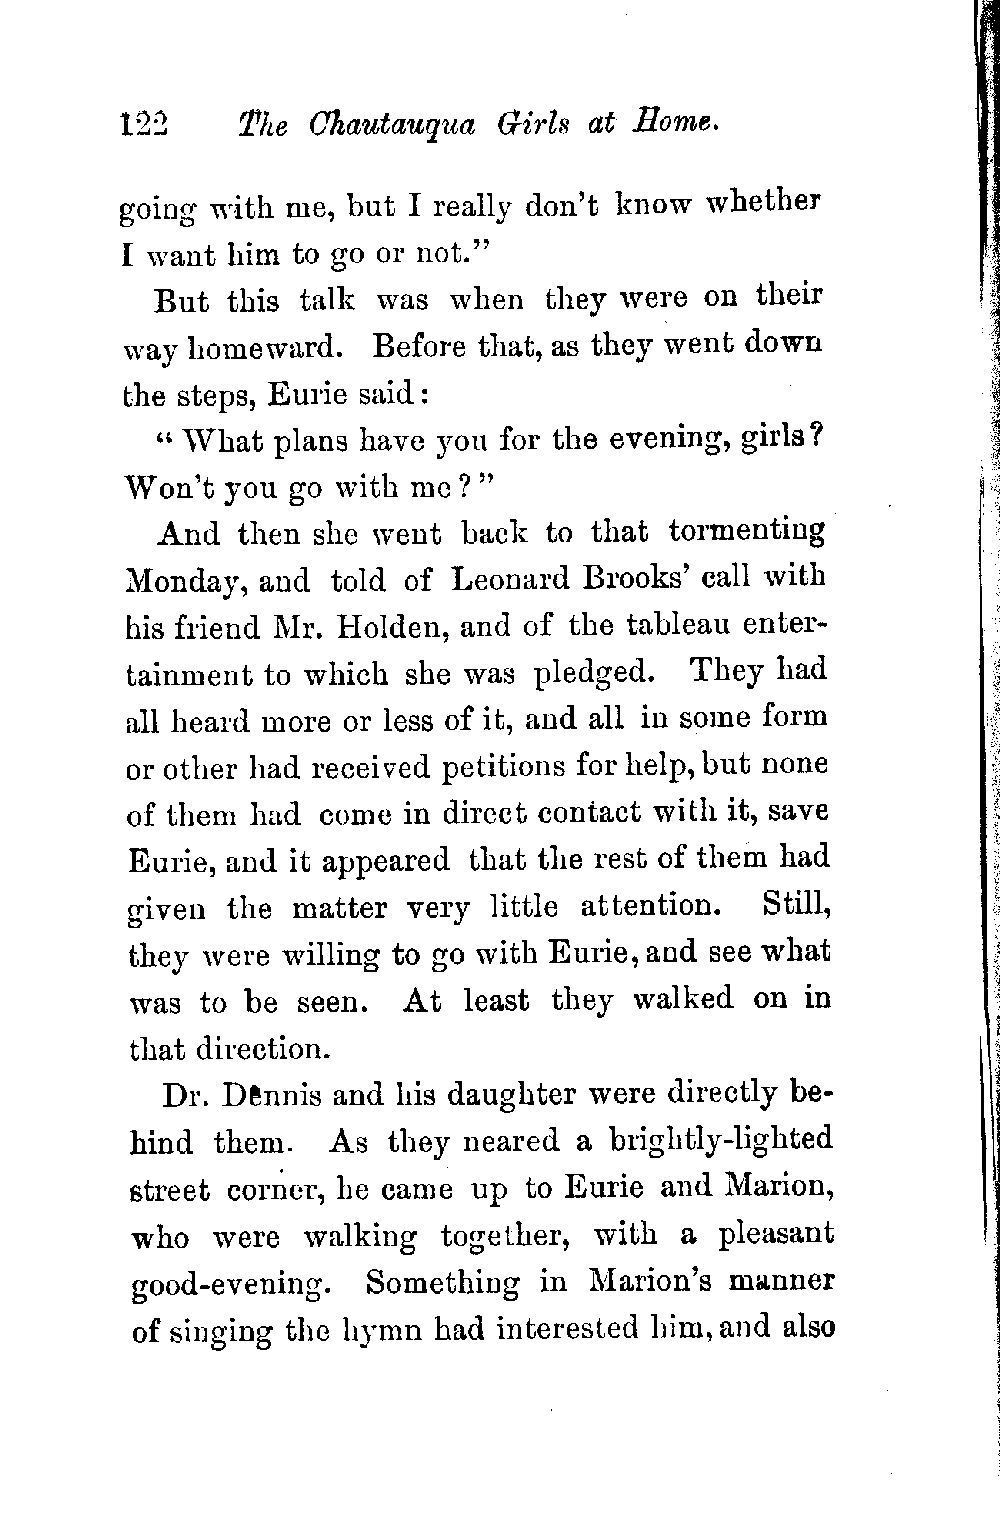 122 The Chautauqua Girls at Home.
going with me, but I really don't know whether
I want him to go or not."
But this talk was when they were on their
way homeward. Before that, as they went down
the steps, Eurie said:
"What plans have you for the evening, girls?
Won't you go with me?"
And then she went back to that tormenting
Monday, and told of Leonard Brooks' call with
his friend Mr. Holden, and of the tableau enter-
tainment to which she was pledged. They had
all heard more or less of it, and all in some form
or other had received petitions for help, but none
of them had come in direct contact with it, save
Eurie, and it appeared that the rest of them had
given the matter very little attention. Still,
they were willing to go with Eurie, and see what
was to be seen. At least they walked on in
that direction.
Dr. Dennis and his daughter were directly be-
hind them. As they neared a brightly-lighted
street corner, he came up to Eurie and Marion,
who were walking together, with a pleasant
good-evening. Something in Marion's manner
of singing the hymn had interested him, and also